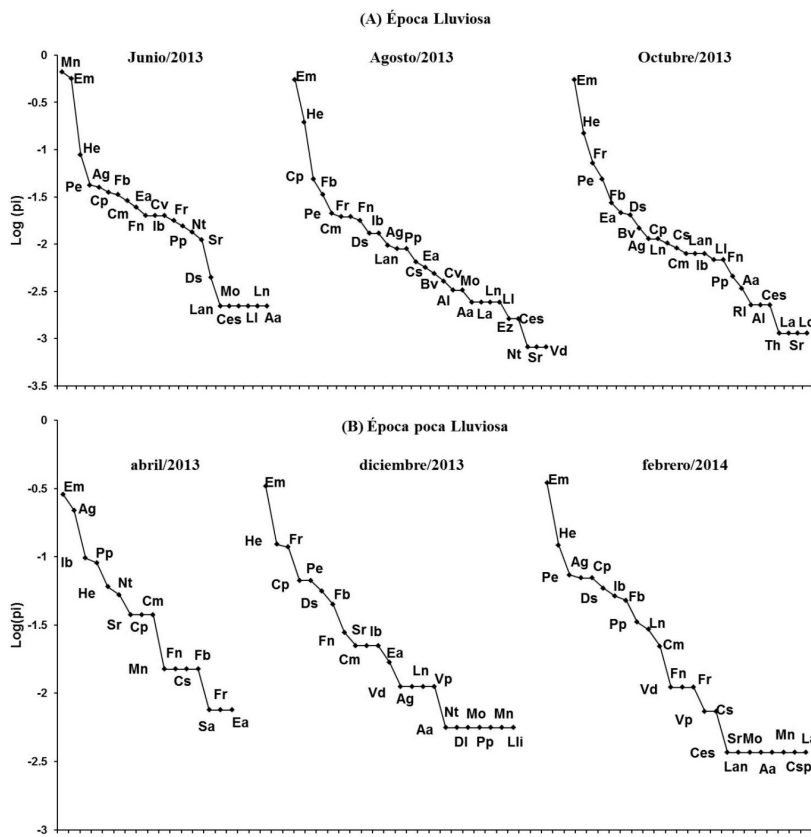 (A) Época Lluviosa
Junio/2013 Agosto/2013 Octubre/2013
Log (pi)
0
-0.5
-1
-1.5
-2
-2.5
-3
-3.5
Mn
Em
He
Pe
Ag
Cp
Fb
Cm
Ea
Fn
Cv
Ib
Fr
Pp
Nt
Sr
Ds
Lan
Mo
Ces
Ln
Ll
Aa
Em
He
Cp
Fb
Pe
Fr
Cm
Fn
Ds
Ib
Lan
Ag
Pp
Cs
Ea
Bv
Cv
Al
Mo
Aa
La
Ln
Ll
Ez
Ces
Nt
Sr
Vd
Em
He
Fr
Pe
Fb
Ea
Ds
Bv
Ag
Cp
Ln
Cs
Cm
Lan
Ib
Ll
Pp
Fn
Aa
Rl
Al
Ces
Th
La
Sr
(B) Época poca Lluviosa
abril/2013 diciembre/2013 febrero/2014
Log(pi)
0
-0.5
-1
-1.5
-2
-2.5
-3
Em
Ag
Ib
Pp
He
Nt
Sr
Cp
Cm
Mn
Fn
Cs
Fb
Sa
Fr
Ea
Em
He
Fr
Cp
Pe
Ds
Fb
Fn
Sr
Cm
Ib
Ea
Vd
Ag
Ln
Vp
Aa
Nt
Dl
Mo
Pp
Mn
Lli
Em
He
Pe
Ag
Cp
Ds
Ib
Fb
Pp
Ln
Cm
Vd
Fn
Fr
Vp
Cs
Ces
Sr
Lan
Mo
Aa
Mn
Csp